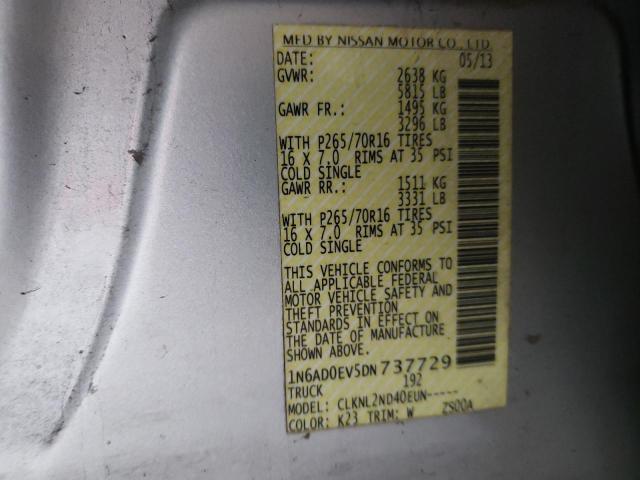 MFD BY NISSAN MOTOR CO., LTD.
DATE: 05/13
GVWR: 2638 KG
5815 LB
GAWR FR.: 1495 KG
3296 LB
WITH P265/70R16 TIRES
16 X 7.0 RIMS AT 35 PSI
COLD SINGLE
GAWR RR.: 1511 KG
3331 LB
WITH P265/70R16 TIRES
16 X 7.0 RIMS AT 35 PSI
COLD SINGLE
THIS VEHICLE CONFORMS TO
ALL APPLICABLE FEDERAL
MOTOR VEHICLE SAFETY AND
THEFT PREVENTION
STANDARDS IN EFFECT ON
THE DATE OF MANUFACTURE
SHOWN ABOVE.
1N6AD0EV5DN737729
TRUCK 192
MODEL: CLKNL2ND40EUN-----
COLOR: K23 TRIM: W ZS00A